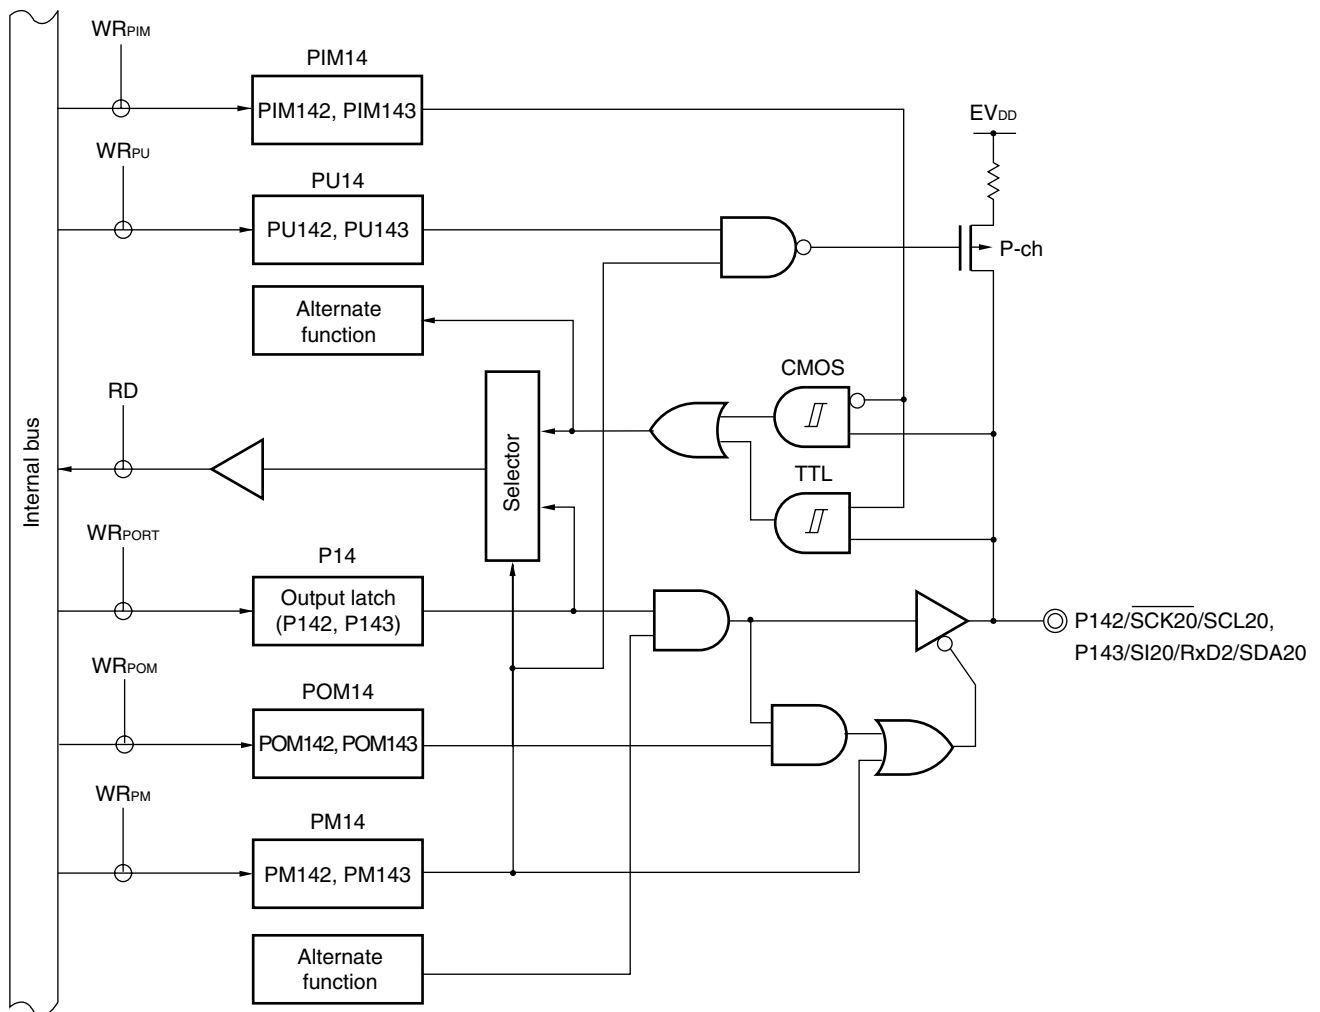 WRPIM
PIM14
PIM142, PIM143
EVDD
WRPU
PU14
PU142, PU143
P-ch
Alternate
function
CMOS
RD
Internal bus
Selector
TTL
WRPORT
P14
Output latch
(P142, P143)
P142/SCK20/SCL20,
P143/SI20/RxD2/SDA20
WRPOM
POM14
POM142, POM143
WRPM
PM14
PM142, PM143
Alternate
function